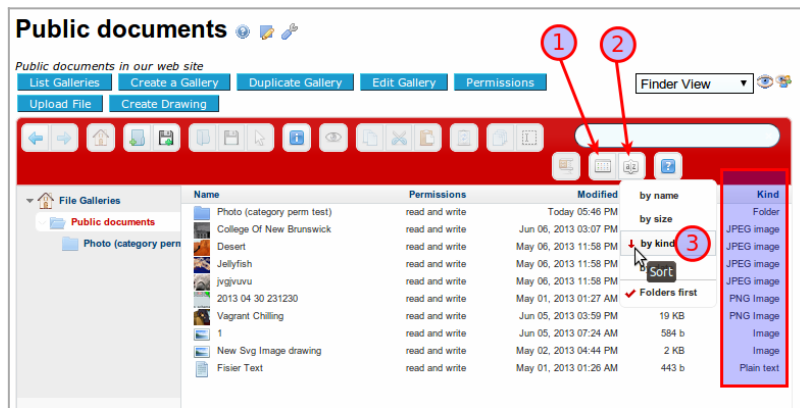 Public documents
1
2
Public documents in our web site
List Galleries Create a Gallery Duplicate Gallery Edit Gallery Permissions
Finder View
Upload File Create Drawing
Name Permissions Modified Kind
File Galleries
Public documents
Photo (category perm
Photo (category perm test) read and write Today 05:46 PM Folder
College Of New Brunswick read and write Jun 06, 2013 03:07 PM JPEG image
Desert read and write May 06, 2013 11:58 PM JPEG image
Jellyfish read and write May 06, 2013 11:58 PM JPEG image
jvgjvuvu read and write May 06, 2013 11:58 PM JPEG image
2013 04 30 231230 read and write May 01, 2013 01:27 AM PNG Image
Vagrant Chilling read and write Jun 05, 2013 03:59 PM 19 KB PNG Image
1 read and write Jun 05, 2013 07:24 AM 584 b Image
New Svg Image drawing read and write May 02, 2013 04:44 PM 2 KB Image
Fisier Text read and write May 01, 2013 01:26 AM 443 b Plain text
by name
by size
by kind 3
Sort
Folders first